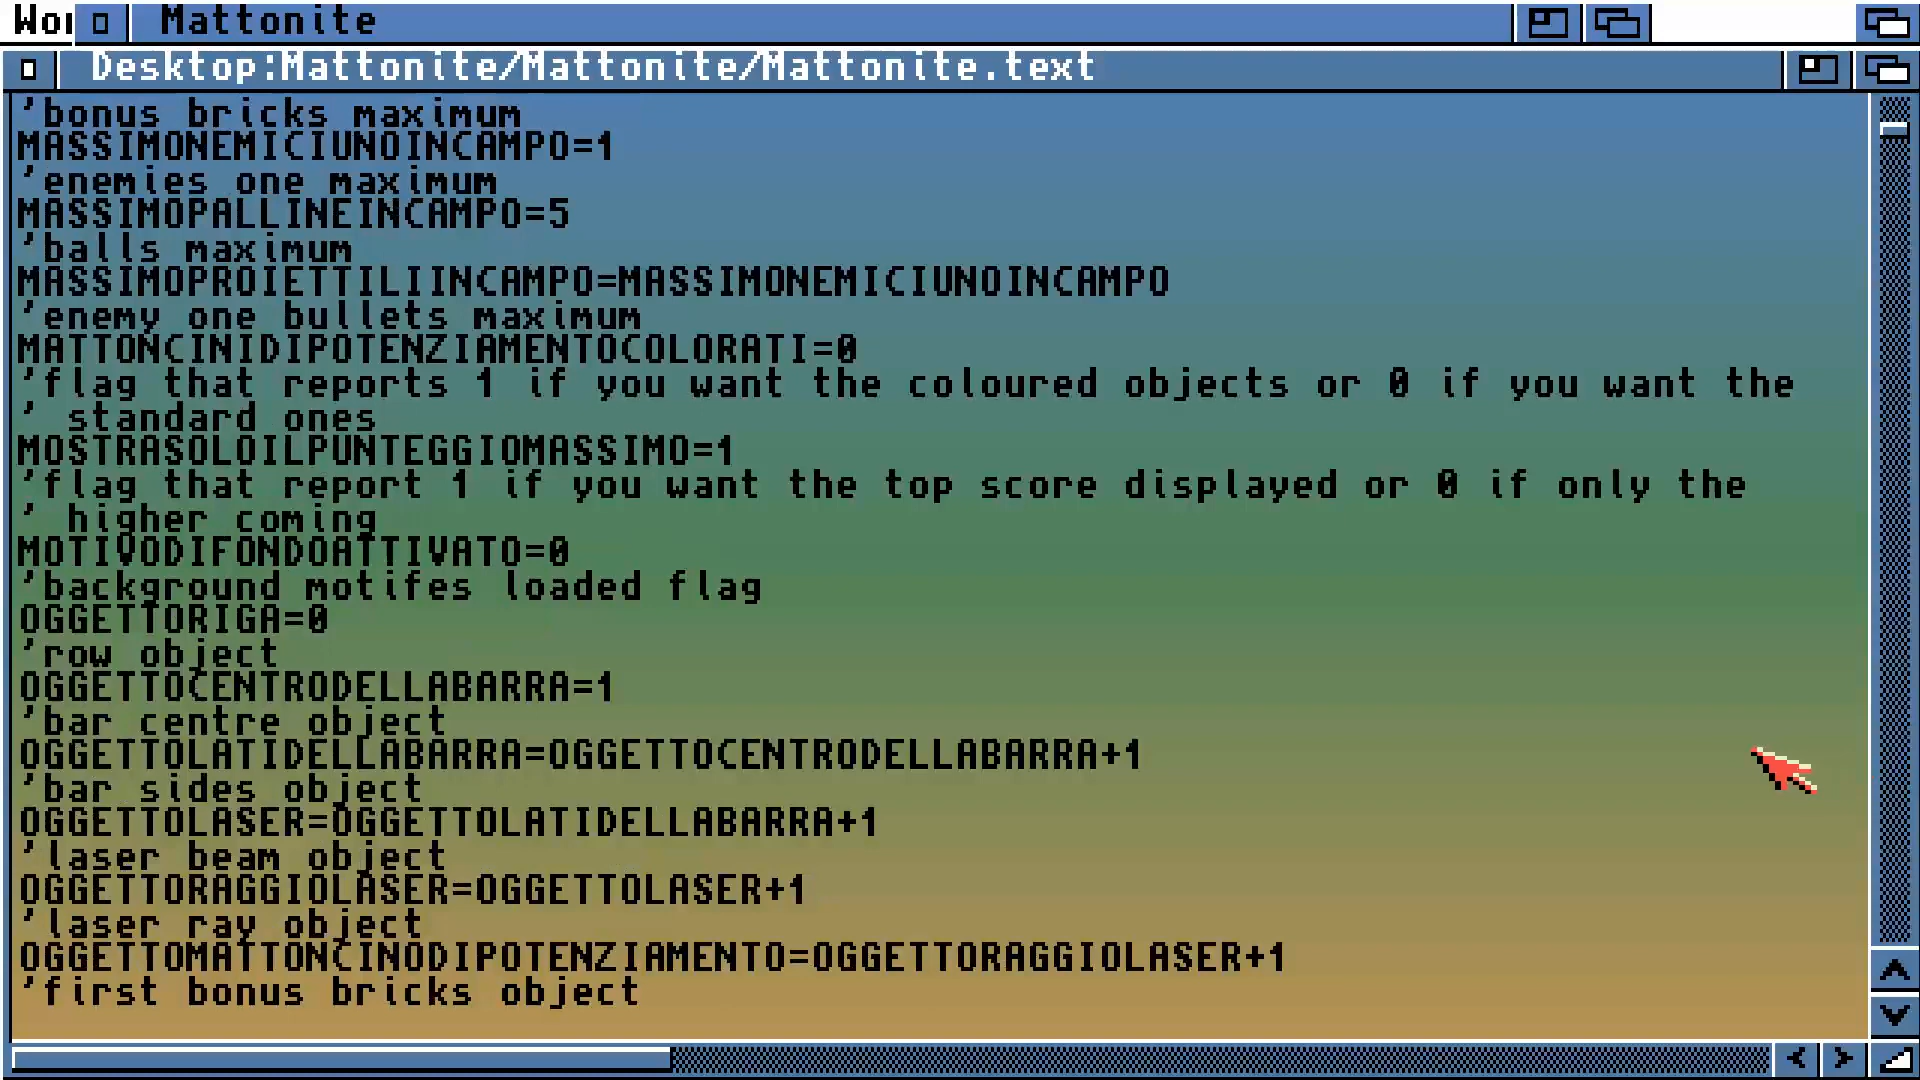 Wor
Mattonite
Desktop:Mattonite/Mattonite/Mattonite.text
'bonus bricks maximum
MASSIMONEMICIUNOINCAMPO=1
'enemies one maximum
MASSIMOPALLINEINCAMPO=5
'balls maximum
MASSIMOPROIETTILIINCAMPO=MASSIMONEMICIUNOINCAMPO
'enemy one bullets maximum
MATTONCINIDIPOTENZIAMENTOCOLORATI=0
'flag that reports 1 if you want the coloured objects or 0 if you want the
' standard ones
MOSTRASOLOILPUNTEGGIOMASSIMO=1
'flag that report 1 if you want the top score displayed or 0 if only the
' higher coming
MOTIVODIFONDOATTIVATO=0
'background motifes loaded flag
OGGETTORIGA=0
'row object
OGGETTOCENTRODELLABARRA=1
'bar centre object
OGGETTOLATIDELLABARRA=OGGETTOCENTRODELLABARRA+1
'bar sides object
OGGETTOLASER=OGGETTOLATIDELLABARRA+1
'laser beam object
OGGETTORAGGIOLASER=OGGETTOLASER+1
'laser ray object
OGGETTOMATTONCINODIPOTENZIAMENTO=OGGETTORAGGIOLASER+1
'first bonus bricks object